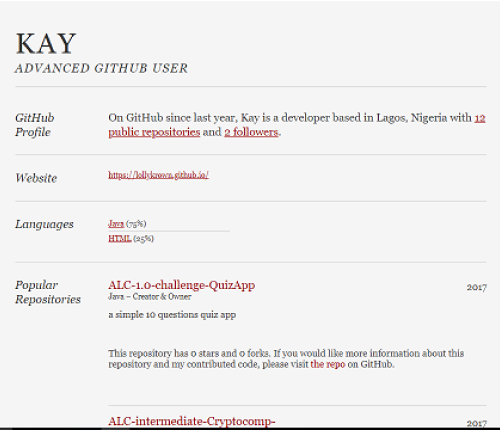 KAY
ADVANCED GITHUB USER
GitHub
Profile
On GitHub since last year, Kay is a developer based in Lagos, Nigeria with 12
public repositories and 2 followers.
Website
https://lollykrown.github.io/
Languages
Java (75%)
HTML (25%)
Popular
Repositories
ALC-1.0-challenge-QuizApp
2017
Java – Creator & Owner
a simple 10 questions quiz app
This repository has 0 stars and 0 forks. If you would like more information about this
repository and my contributed code, please visit the repo on GitHub.
ALC-intermediate-Cryptocomp-
2017